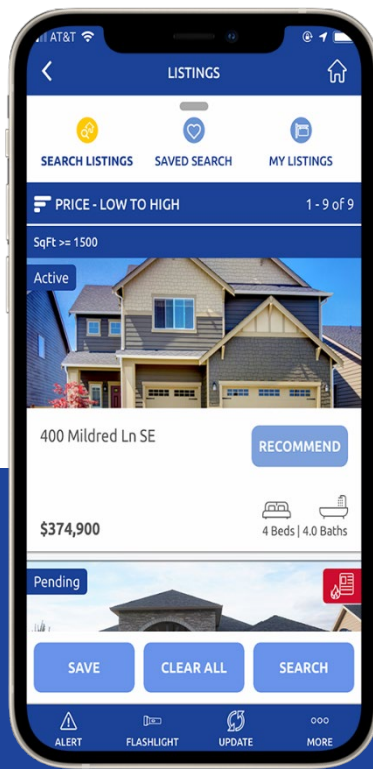 AT&T
LISTINGS
SEARCH LISTINGS SAVED SEARCH MY LISTINGS
PRICE - LOW TO HIGH 1 - 9 of 9
SqFt >= 1500
Active
400 Mildred Ln SE
RECOMMEND
$374,900
4 Beds | 4.0 Baths
Pending
SAVE CLEAR ALL SEARCH
ALERT FLASHLIGHT UPDATE MORE